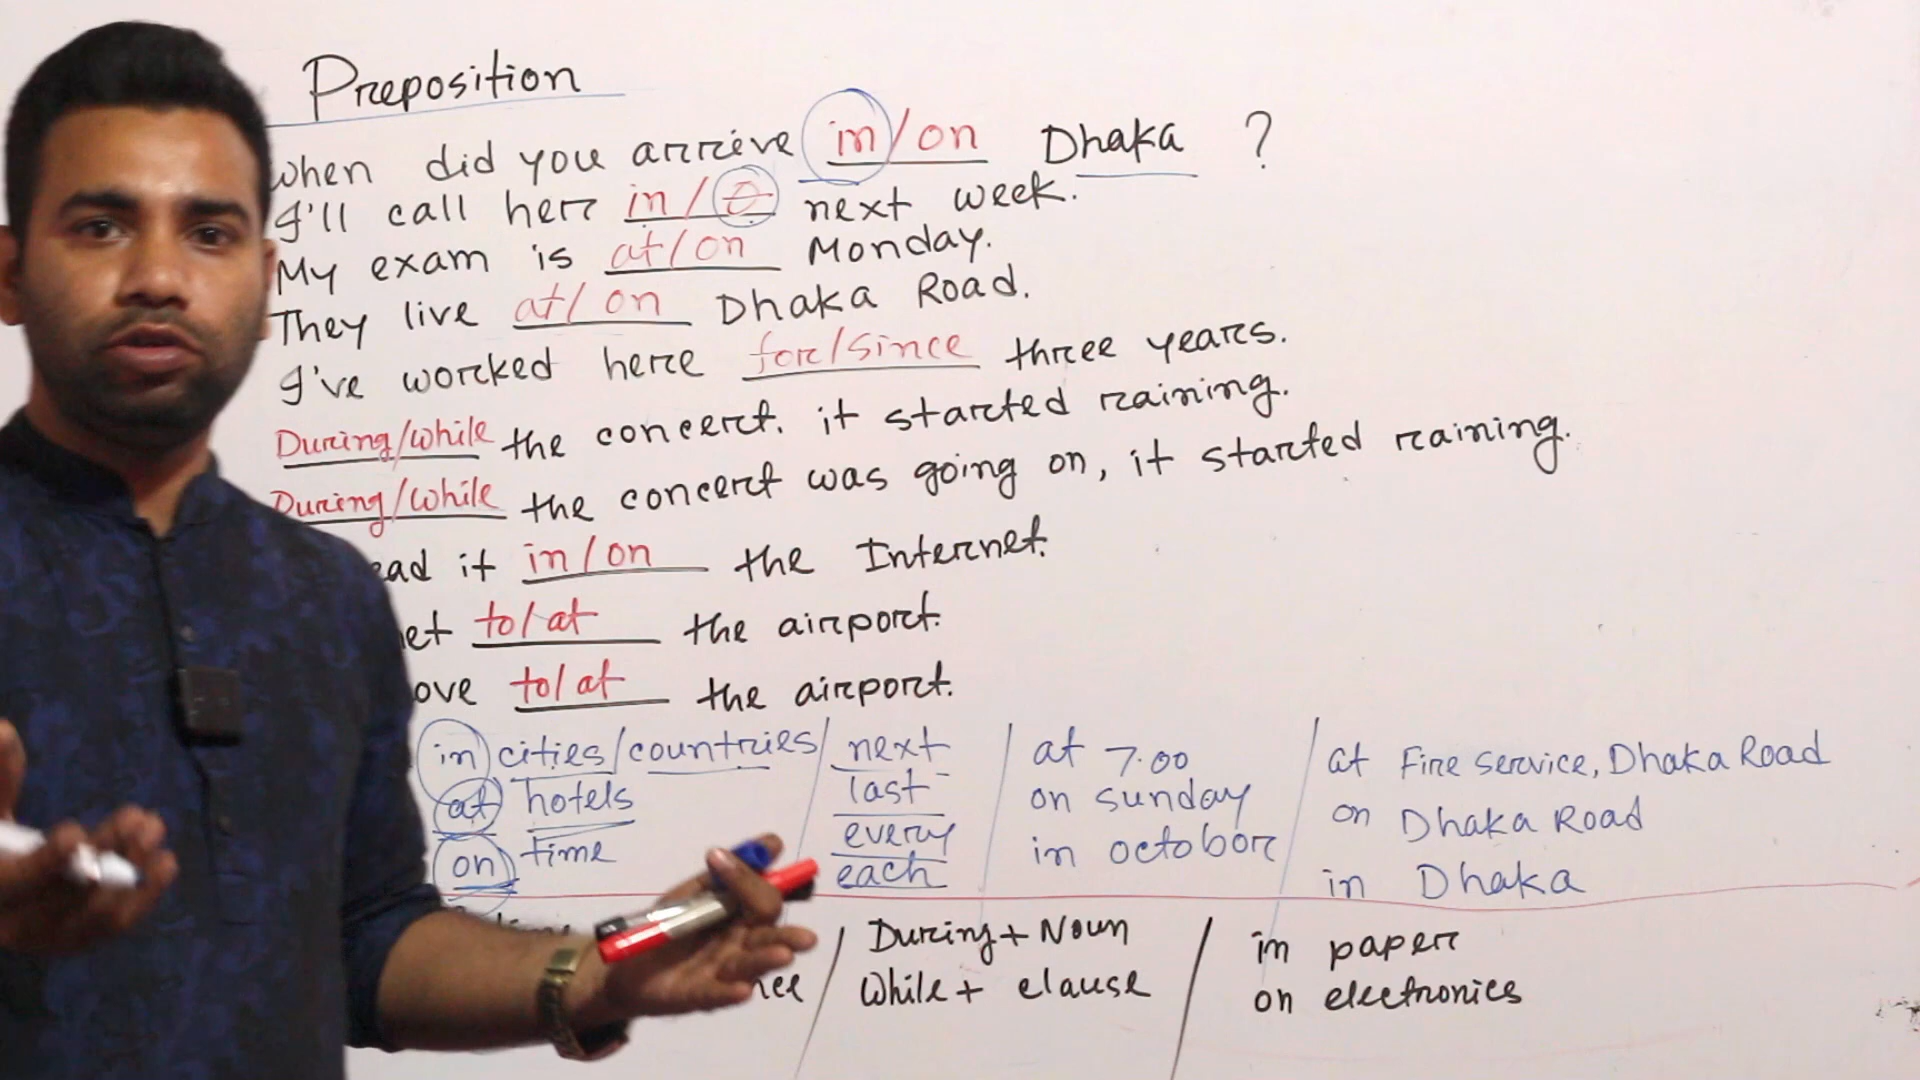 Preposition
When did you arrive in/on Dhaka ?
I'll call her in/Ø next week.
My exam is at/on Monday.
They live at/on Dhaka Road.
I've worked here for/since three years.
During/while the concert. it started raining.
During/while the concert was going on, it started raining.
ead it in/on the Internet.
et to/at the airport.
ove to/at the airport.
in cities/countries
at hotels
on time
next
last
every
each
at 7.00
on sunday
in octobor
at Fire Service, Dhaka Road
on Dhaka Road
in Dhaka
During + Noun
While + clause
in paper
on electronics